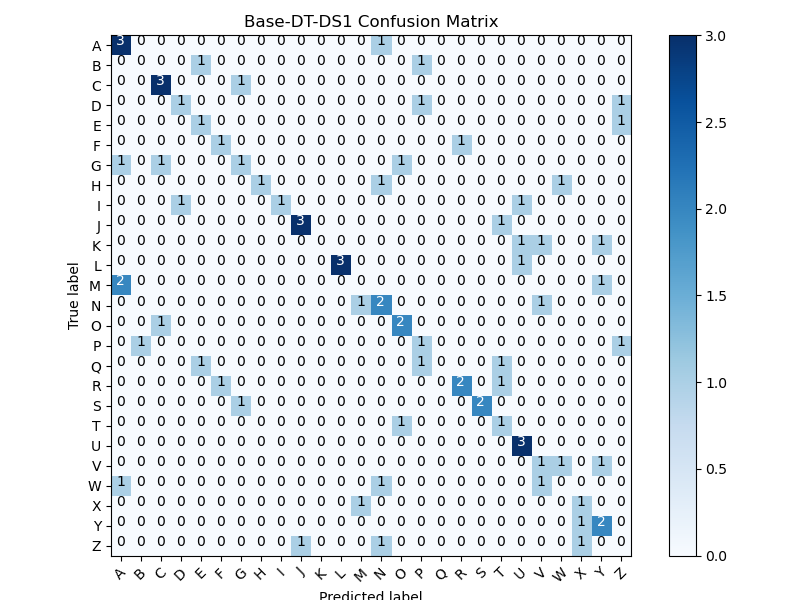 Base-DT-DS1 Confusion Matrix
True label
A 3 0 0 0 0 0 0 0 0 0 0 0 0 1 0 0 0 0 0 0 0 0 0 0 0 0
B 0 0 0 0 1 0 0 0 0 0 0 0 0 0 0 1 0 0 0 0 0 0 0 0 0 0
C 0 0 3 0 0 0 1 0 0 0 0 0 0 0 0 0 0 0 0 0 0 0 0 0 0 0
D 0 0 0 1 0 0 0 0 0 0 0 0 0 0 0 1 0 0 0 0 0 0 0 0 0 1
E 0 0 0 0 1 0 0 0 0 0 0 0 0 0 0 0 0 0 0 0 0 0 0 0 0 1
F 0 0 0 0 0 1 0 0 0 0 0 0 0 0 0 0 0 1 0 0 0 0 0 0 0 0
G 1 0 1 0 0 0 1 0 0 0 0 0 0 0 1 0 0 0 0 0 0 0 0 0 0 0
H 0 0 0 0 0 0 0 1 0 0 0 0 0 1 0 0 0 0 0 0 0 0 1 0 0 0
I 0 0 0 1 0 0 0 0 1 0 0 0 0 0 0 0 0 0 0 0 1 0 0 0 0 0
J 0 0 0 0 0 0 0 0 0 3 0 0 0 0 0 0 0 0 0 1 0 0 0 0 0 0
K 0 0 0 0 0 0 0 0 0 0 0 0 0 0 0 0 0 0 0 0 1 1 0 0 1 0
L 0 0 0 0 0 0 0 0 0 0 0 3 0 0 0 0 0 0 0 0 1 0 0 0 0 0
M 2 0 0 0 0 0 0 0 0 0 0 0 0 0 0 0 0 0 0 0 0 0 0 0 1 0
N 0 0 0 0 0 0 0 0 0 0 0 0 1 2 0 0 0 0 0 0 0 1 0 0 0 0
O 0 0 1 0 0 0 0 0 0 0 0 0 0 0 2 0 0 0 0 0 0 0 0 0 0 0
P 0 1 0 0 0 0 0 0 0 0 0 0 0 0 0 1 0 0 0 0 0 0 0 0 0 1
Q 0 0 0 0 1 0 0 0 0 0 0 0 0 0 0 1 0 0 0 1 0 0 0 0 0 0
R 0 0 0 0 0 1 0 0 0 0 0 0 0 0 0 0 0 2 0 1 0 0 0 0 0 0
S 0 0 0 0 0 0 1 0 0 0 0 0 0 0 0 0 0 0 2 0 0 0 0 0 0 0
T 0 0 0 0 0 0 0 0 0 0 0 0 0 0 1 0 0 0 0 1 0 0 0 0 0 0
U 0 0 0 0 0 0 0 0 0 0 0 0 0 0 0 0 0 0 0 0 3 0 0 0 0 0
V 0 0 0 0 0 0 0 0 0 0 0 0 0 0 0 0 0 0 0 0 0 1 1 0 1 0
W 1 0 0 0 0 0 0 0 0 0 0 0 0 1 0 0 0 0 0 0 0 1 0 0 0 0
X 0 0 0 0 0 0 0 0 0 0 0 0 1 0 0 0 0 0 0 0 0 0 0 1 0 0
Y 0 0 0 0 0 0 0 0 0 0 0 0 0 0 0 0 0 0 0 0 0 0 0 1 2 0
Z 0 0 0 0 0 0 0 0 0 1 0 0 0 1 0 0 0 0 0 0 0 0 0 1 0 0
A B C D E F G H I J K L M N O P Q R S T U V W X Y Z
Predicted label
3.0
2.5
2.0
1.5
1.0
0.5
0.0